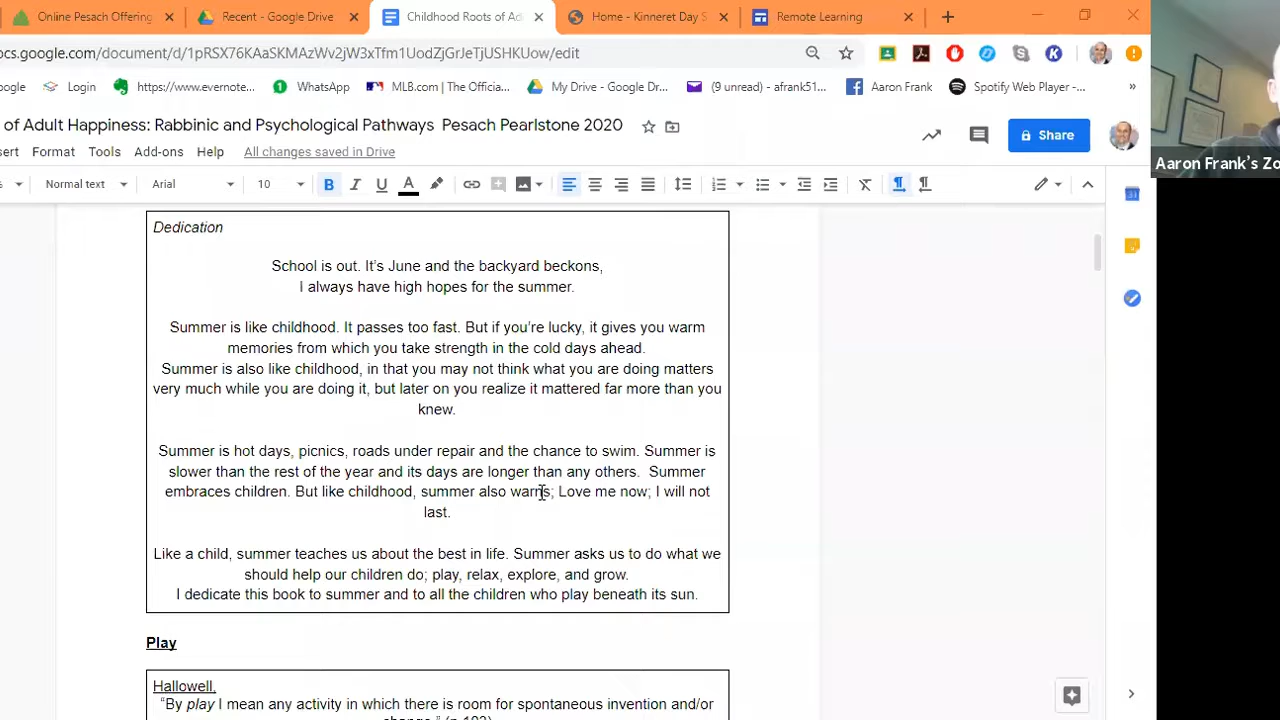 Online Pesach Offering
Recent - Google Drive
Childhood Roots of Ad
Home - Kinneret Day S
Remote Learning
ocs.google.com/document/d/1pRSX76KAaSKMAzWv2jW3xTfm1UodZjGrJeTjUSHKUow/edit
oogle
Login
http://www.evernote...
WhatsApp
MLB.com | The Officia...
My Drive - Google Dr...
(9 unread) - afrank51...
Aaron Frank
Spotify Web Player -...
of Adult Happiness: Rabbinic and Psychological Pathways Pesach Pearlstone 2020
sert Format Tools Add-ons Help All changes saved in Drive
Share
Aaron Frank's Zo
% Normal text Arial 10 B I U A
Dedication
School is out. It's June and the backyard beckons,
I always have high hopes for the summer.
Summer is like childhood. It passes too fast. But if you're lucky, it gives you warm
memories from which you take strength in the cold days ahead.
Summer is also like childhood, in that you may not think what you are doing matters
very much while you are doing it, but later on you realize it mattered far more than you
knew.
Summer is hot days, picnics, roads under repair and the chance to swim. Summer is
slower than the rest of the year and its days are longer than any others. Summer
embraces children. But like childhood, summer also warns; Love me now; I will not
last.
Like a child, summer teaches us about the best in life. Summer asks us to do what we
should help our children do; play, relax, explore, and grow.
I dedicate this book to summer and to all the children who play beneath its sun.
Play
Hallowell,
"By play I mean any activity in which there is room for spontaneous invention and/or